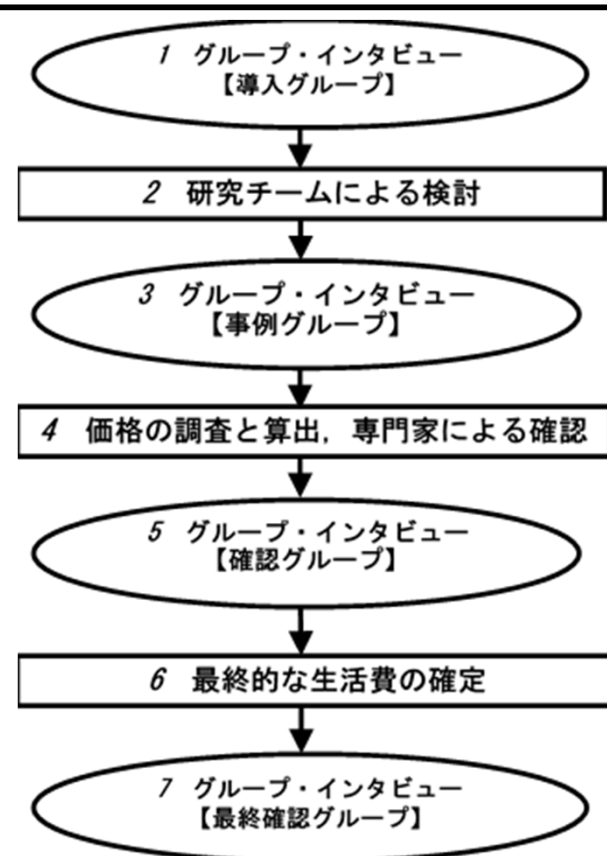 1 グループ・インタビュー
【導入グループ】
2 研究チームによる検討
3 グループ・インタビュー
【事例グループ】
4 価格の調査と算出，専門家による確認
5 グループ・インタビュー
【確認グループ】
6 最終的な生活費の確定
7 グループ・インタビュー
【最終確認グループ】